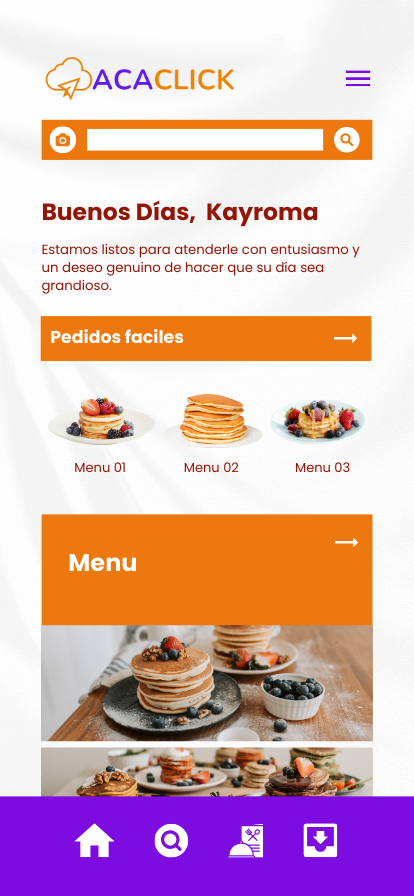 ACACLICK
Buenos Días, Kayroma
Estamos listos para atenderle con entusiasmo y
un deseo genuino de hacer que su día sea
grandioso.
Pedidos faciles
Menu 01
Menu 02
Menu 03
Menu